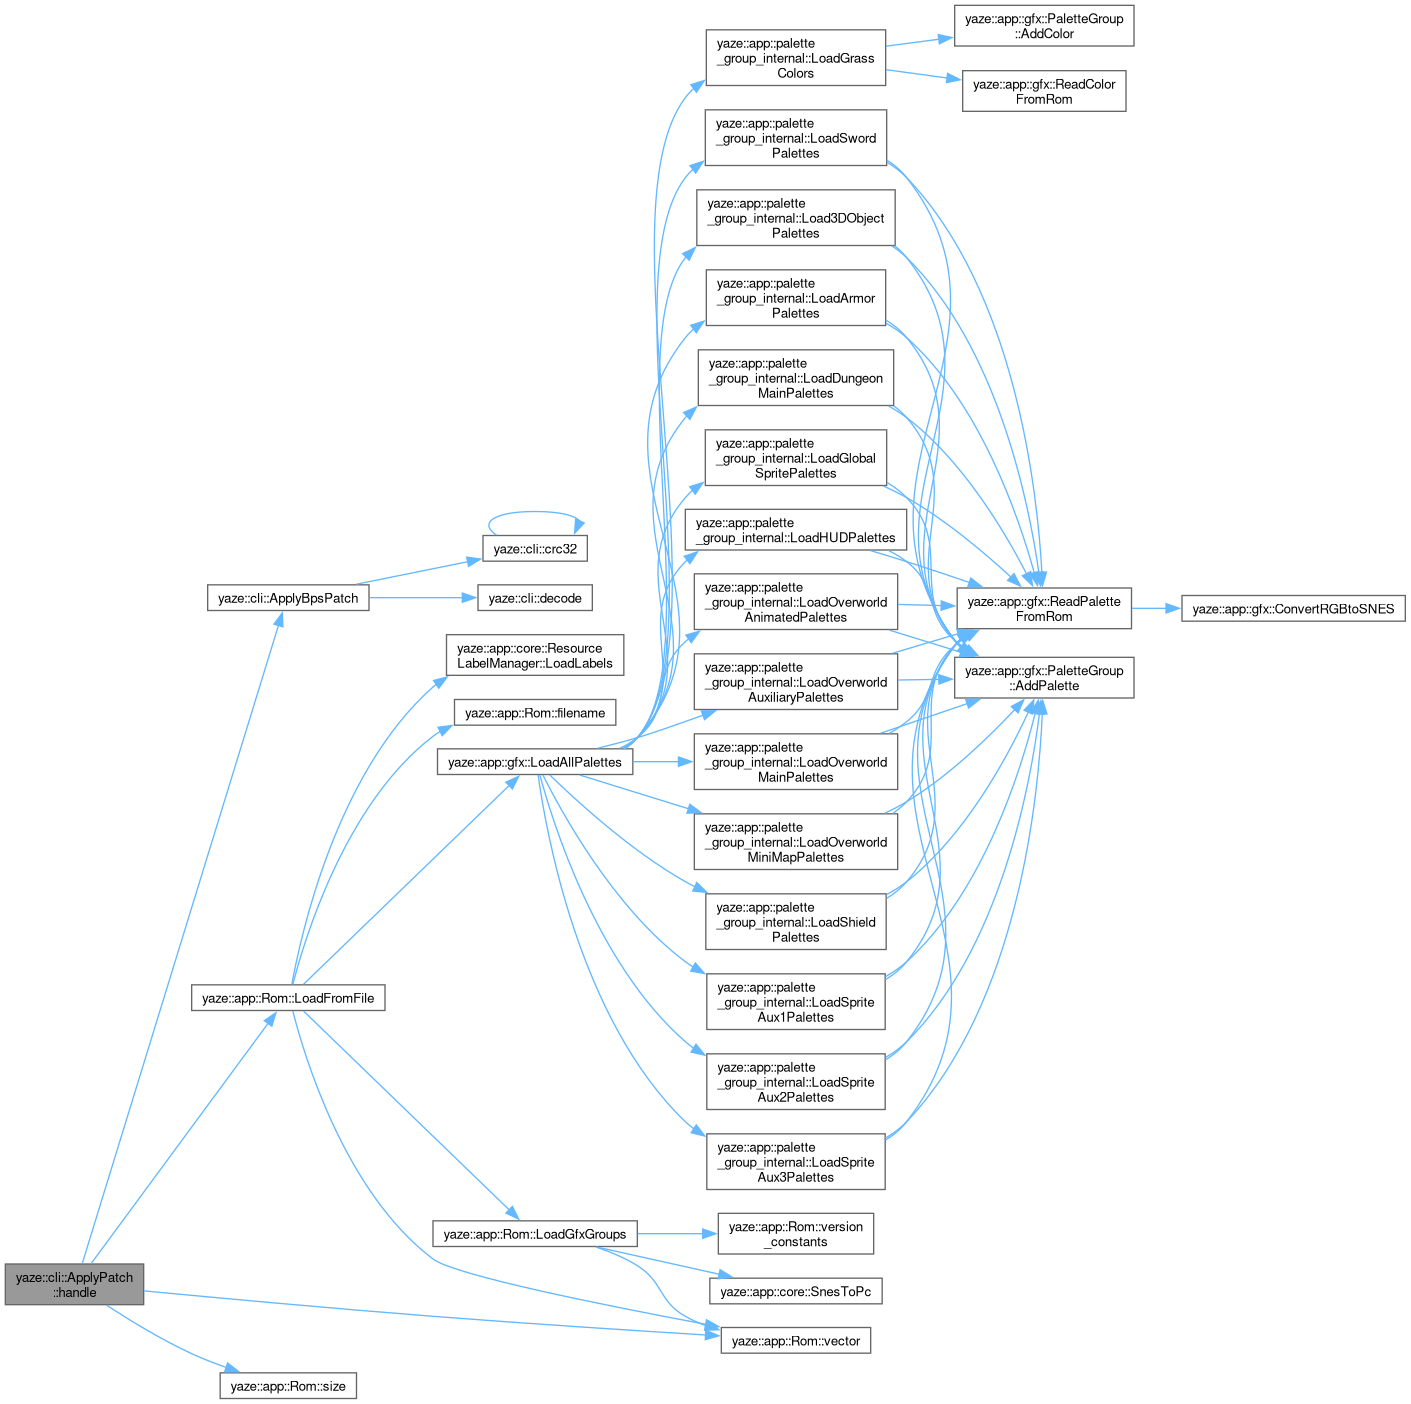 yaze::cli::ApplyPatch
::handle
yaze::cli::ApplyBpsPatch
yaze::app::Rom::LoadFromFile
yaze::app::Rom::size
yaze::cli::crc32
yaze::cli::decode
yaze::app::core::Resource
LabelManager::LoadLabels
yaze::app::Rom::filename
yaze::app::gfx::LoadAllPalettes
yaze::app::Rom::LoadGfxGroups
yaze::app::palette
_group_internal::LoadGrass
Colors
yaze::app::palette
_group_internal::LoadSword
Palettes
yaze::app::palette
_group_internal::Load3DObject
Palettes
yaze::app::palette
_group_internal::LoadArmor
Palettes
yaze::app::palette
_group_internal::LoadDungeon
MainPalettes
yaze::app::palette
_group_internal::LoadGlobal
SpritePalettes
yaze::app::palette
_group_internal::LoadHUDPalettes
yaze::app::palette
_group_internal::LoadOverworld
AnimatedPalettes
yaze::app::palette
_group_internal::LoadOverworld
AuxiliaryPalettes
yaze::app::palette
_group_internal::LoadOverworld
MainPalettes
yaze::app::palette
_group_internal::LoadOverworld
MiniMapPalettes
yaze::app::palette
_group_internal::LoadShield
Palettes
yaze::app::palette
_group_internal::LoadSprite
Aux1Palettes
yaze::app::palette
_group_internal::LoadSprite
Aux2Palettes
yaze::app::palette
_group_internal::LoadSprite
Aux3Palettes
yaze::app::Rom::version
_constants
yaze::app::core::SnesToPc
yaze::app::Rom::vector
yaze::app::gfx::PaletteGroup
::AddColor
yaze::app::gfx::ReadColor
FromRom
yaze::app::gfx::ReadPalette
FromRom
yaze::app::gfx::PaletteGroup
::AddPalette
yaze::app::gfx::ConvertRGBtoSNES